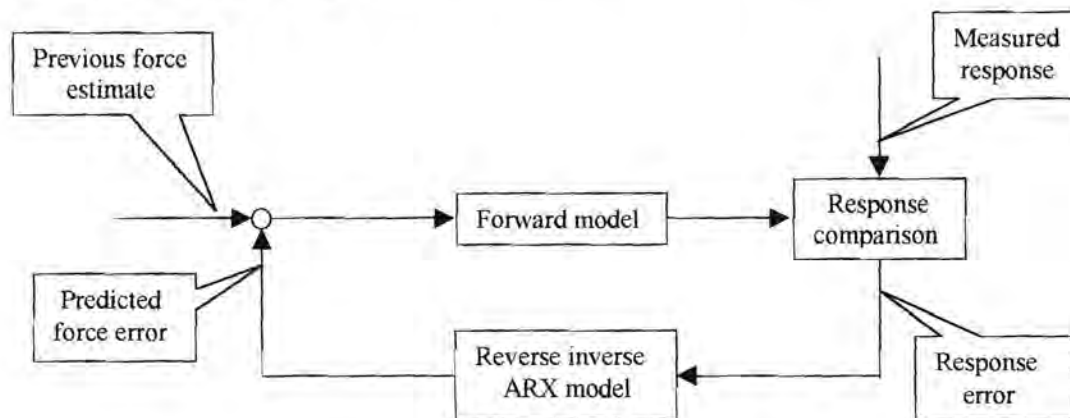 Previous force
estimate
Measured
response
Forward model
Response
comparison
Predicted
force error
Reverse inverse
ARX model
Response
error